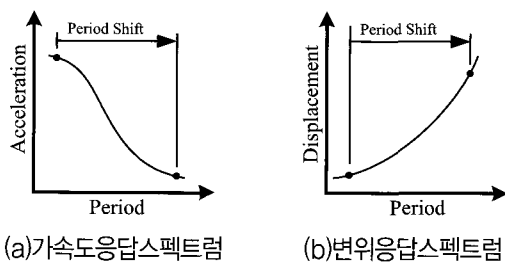 Period Shift
Acceleration
Period
(a)가속도응답스펙트럼
Period Shift
Displacement
Period
(b)변위응답스펙트럼